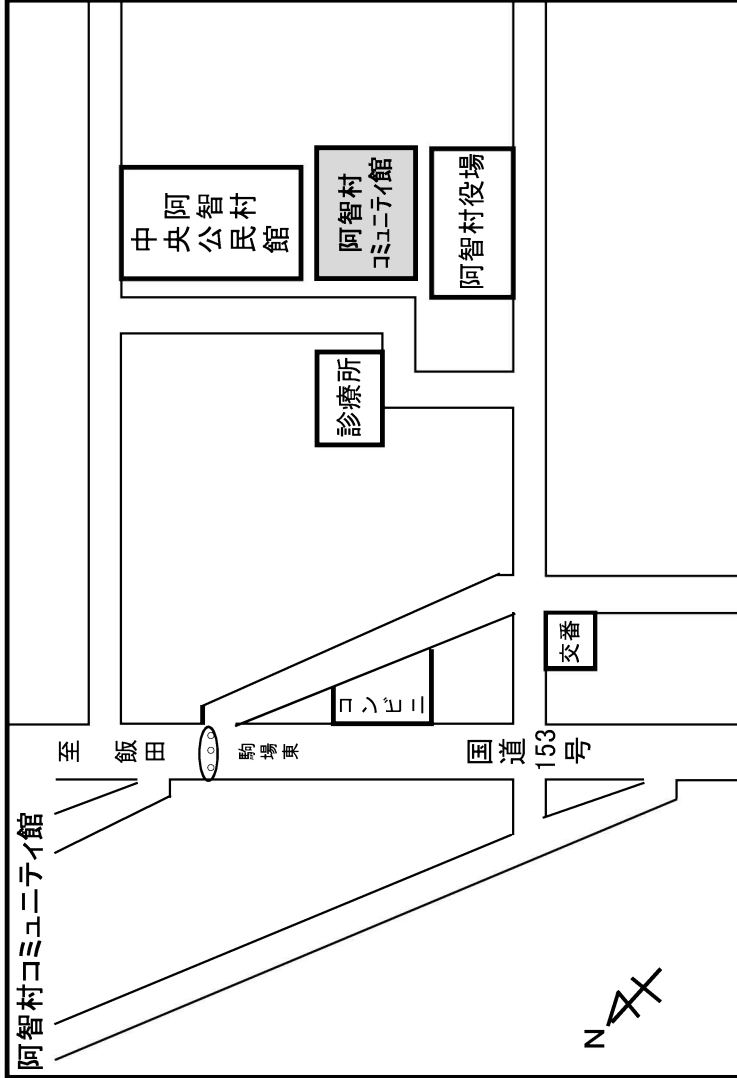 阿智村コミュニティ館
至 飯田
駒場東
国道153号
コンビニ
交番
診療所
阿智村
中央公民館
阿智村
コミュニティ館
阿智村役場
N